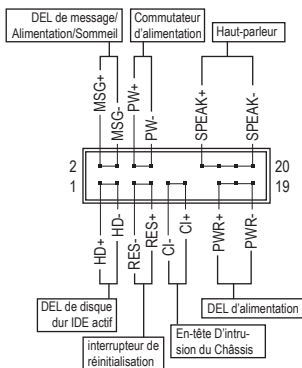 DEL de message/
Alimentation/Sommeil
Commutateur
d'alimentation
Haut-parleur
MSG+
MSG-
PW+
PW-
SPEAK+
SPEAK-
2
20
1
19
HD+
HD-
RES-
RES+
CI-
CI+
PWR+
PWR-
DEL de disque
dur IDE actif
interrupteur de
réinitialisation
En-tête D'intru-
sion du Châssis
DEL d'alimentation